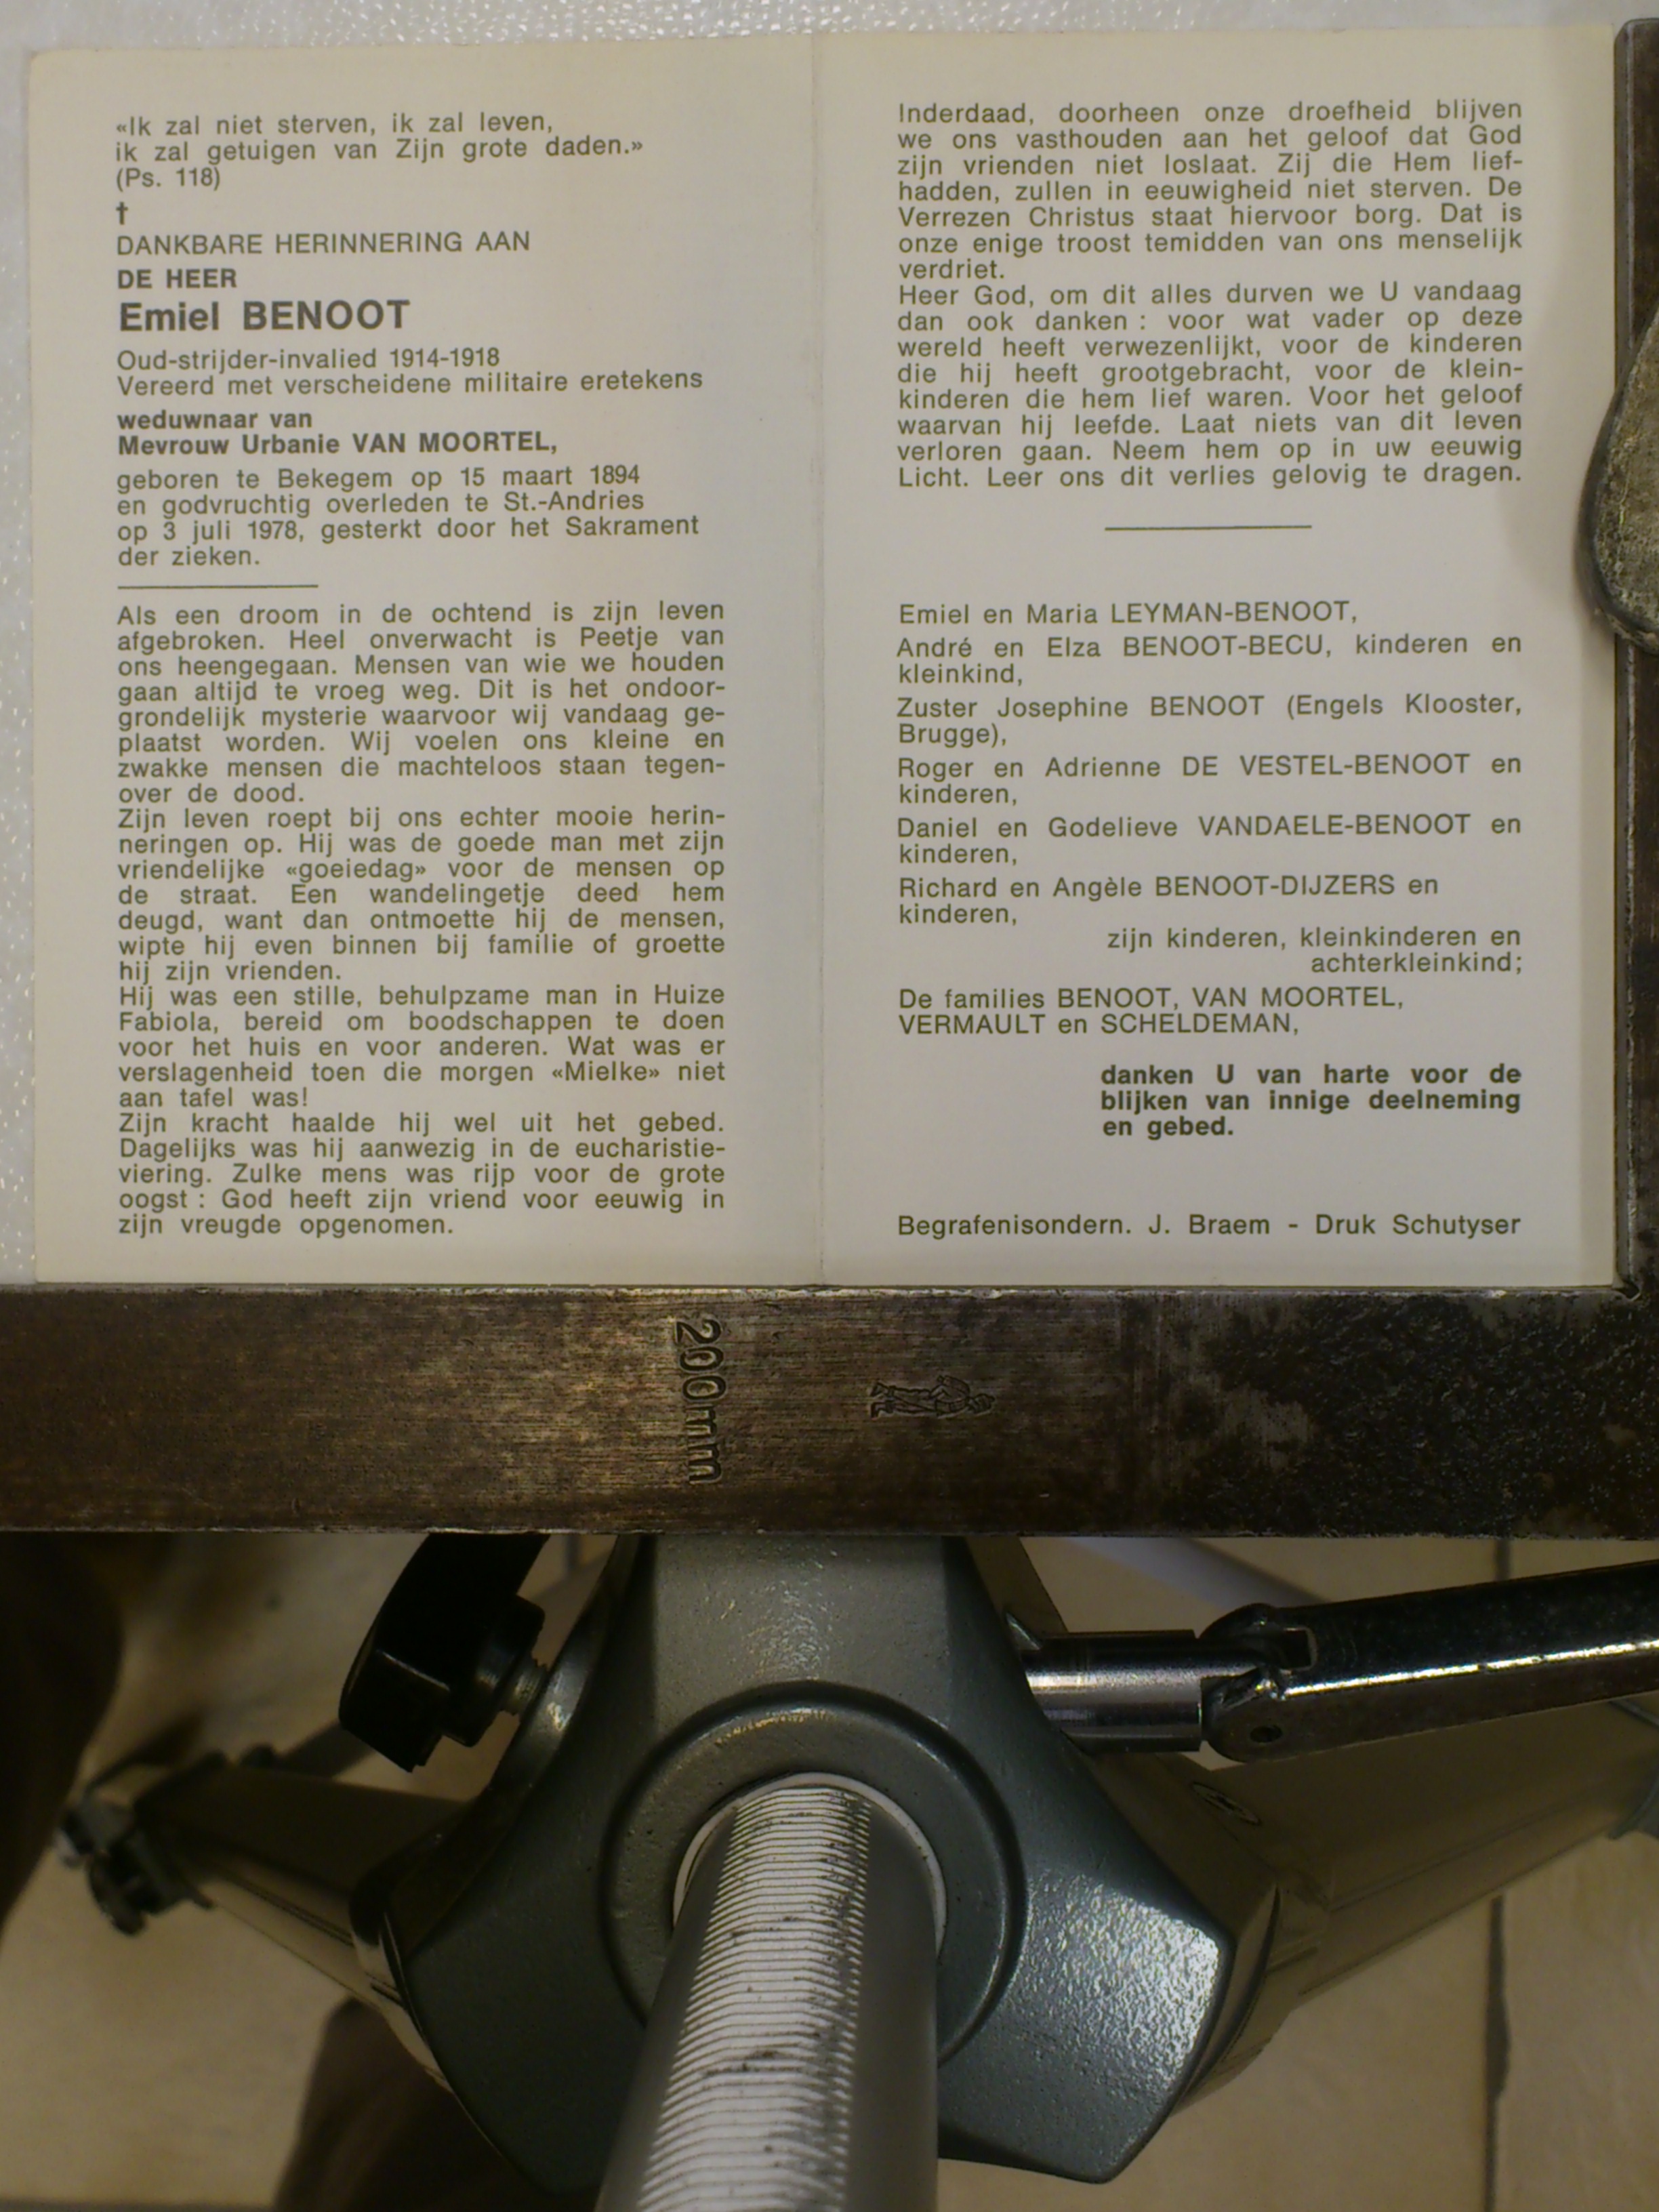 «Ik zal niet sterven, ik zal leven,
ik zal getuigen van Zijn grote daden.»
(Ps. 118)
†
DANKBARE HERINNERING AAN
DE HEER
Emiel BENOOT
Oud-strijder-invalied 1914-1918
Vereerd met verscheidene militaire eretekens
weduwnaar van
Mevrouw Urbanie VAN MOORTEL,
geboren te Bekegem op 15 maart 1894
en godvruchtig overleden te St.-Andries
op 3 juli 1978, gesterkt door het Sakrament
der zieken.
Als een droom in de ochtend is zijn leven
afgebroken. Heel onverwacht is Peetje van
ons heengegaan. Mensen van wie we houden
gaan altijd te vroeg weg. Dit is het ondoor-
grondelijk mysterie waarvoor wij vandaag ge-
plaatst worden. Wij voelen ons kleine en
zwakke mensen die machteloos staan tegen-
over de dood.
Zijn leven roept bij ons echter mooie herin-
neringen op. Hij was de goede man met zijn
vriendelijke «goeiedag» voor de mensen op
de straat. Een wandelingetje deed hem
deugd, want dan ontmoette hij de mensen,
wipte hij even binnen bij familie of groette
hij zijn vrienden.
Hij was een stille, behulpzame man in Huize
Fabiola, bereid om boodschappen te doen
voor het huis en voor anderen. Wat was er
verslagenheid toen die morgen «Mielke» niet
aan tafel was!
Zijn kracht haalde hij wel uit het gebed.
Dagelijks was hij aanwezig in de eucharistie-
viering. Zulke mens was rijp voor de grote
oogst : God heeft zijn vriend voor eeuwig in
zijn vreugde opgenomen.
Inderdaad, doorheen onze droefheid blijven
we ons vasthouden aan het geloof dat God
zijn vrienden niet loslaat. Zij die Hem lief-
hadden, zullen in eeuwigheid niet sterven. De
Verrezen Christus staat hiervoor borg. Dat is
onze enige troost temidden van ons menselijk
verdriet.
Heer God, om dit alles durven we U vandaag
dan ook danken : voor wat vader op deze
wereld heeft verwezenlijkt, voor de kinderen
die hij heeft grootgebracht, voor de klein-
kinderen die hem lief waren. Voor het geloof
waarvan hij leefde. Laat niets van dit leven
verloren gaan. Neem hem op in uw eeuwig
Licht. Leer ons dit verlies gelovig te dragen.
Emiel en Maria LEYMAN-BENOOT,
André en Elza BENOOT-BECU, kinderen en
kleinkind,
Zuster Josephine BENOOT (Engels Klooster,
Brugge),
Roger en Adrienne DE VESTEL-BENOOT en
kinderen,
Daniel en Godelieve VANDAELE-BENOOT en
kinderen,
Richard en Angèle BENOOT-DIJZERS en
kinderen,
zijn kinderen, kleinkinderen en
achterkleinkind;
De families BENOOT, VAN MOORTEL,
VERMAULT en SCHELDEMAN,
danken U van harte voor de
blijken van innige deelneming
en gebed.
Begrafenisondern. J. Braem - Druk Schutyser
200mm